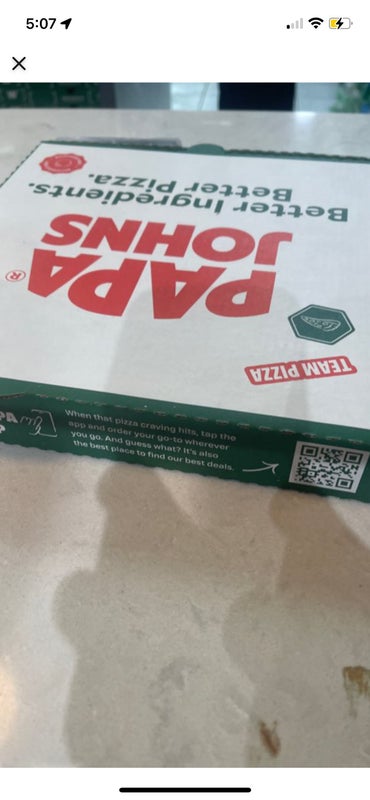 5:07
Better Ingredients.
Better Pizza.
PAPA
JOHNS®
TEAM PIZZA
PA
When that pizza craving hits, tap the
app and order your go-to wherever
you go. And guess what? It's also
the best place to find our best deals.